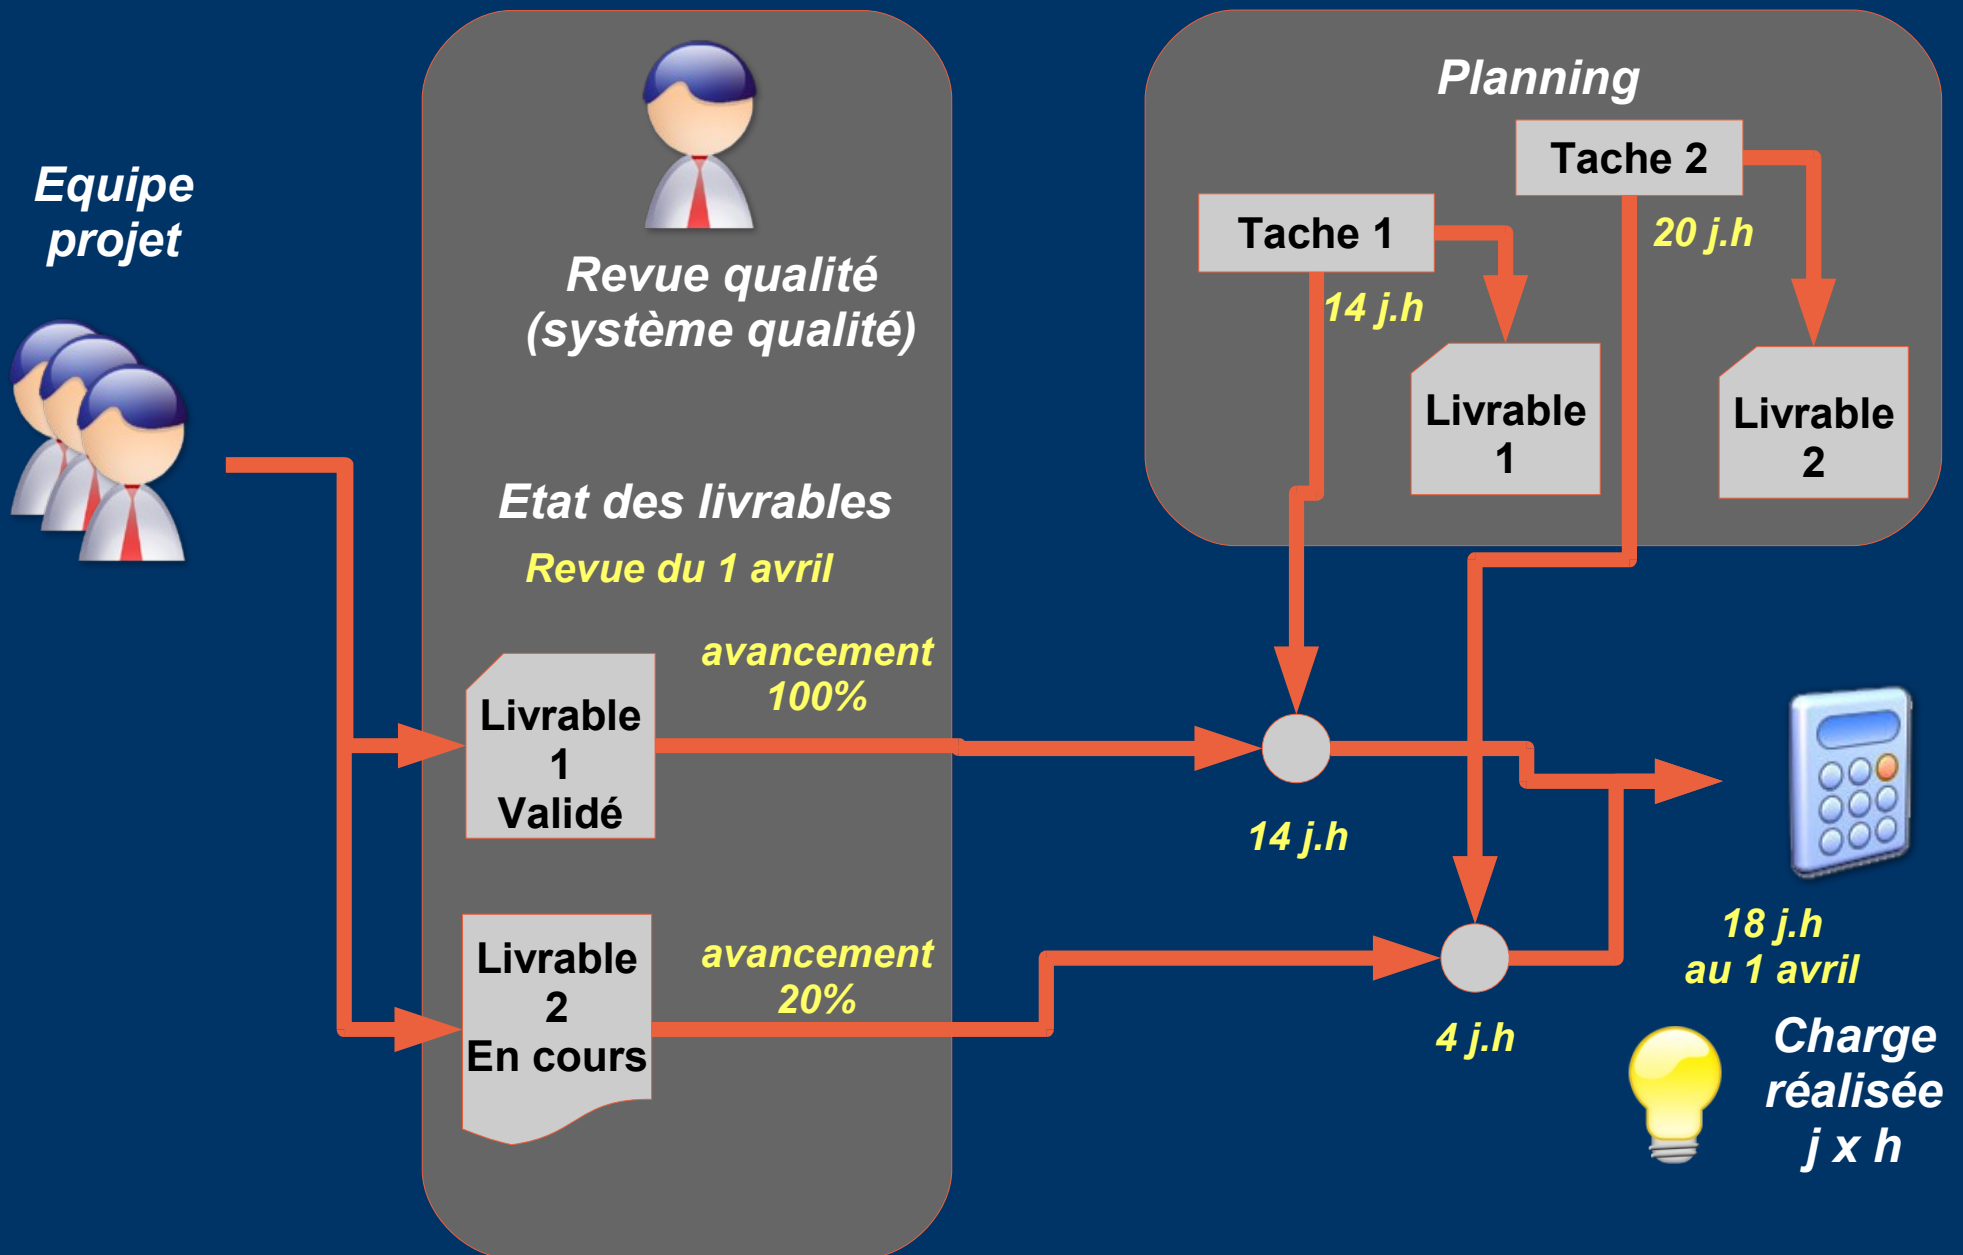 Equipe
projet
Revue qualité
(système qualité)
Etat des livrables
Revue du 1 avril
avancement
100%
Livrable
1
Validé
avancement
20%
Livrable
2
En cours
Planning
Tache 2
20 j.h
Tache 1
14 j.h
Livrable
1
Livrable
2
14 j.h
4 j.h
18 j.h
au 1 avril
Charge
réalisée
j x h